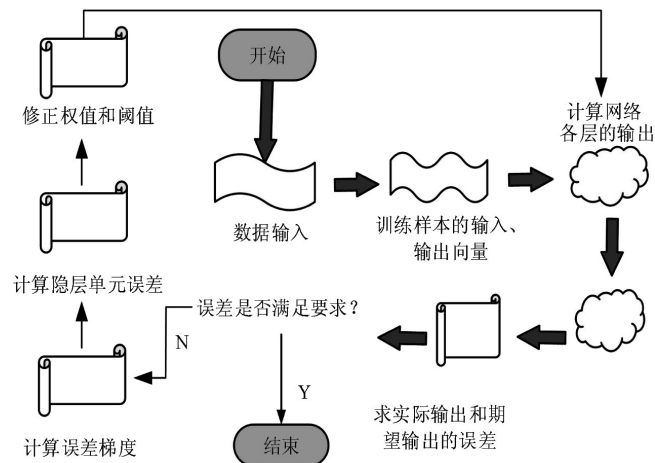 开始
修正权值和阈值
计算网络
各层的输出
数据输入
训练样本的输入、
输出向量
计算隐层单元误差
误差是否满足要求?
N
Y
求实际输出和期
望输出的误差
计算误差梯度
结束